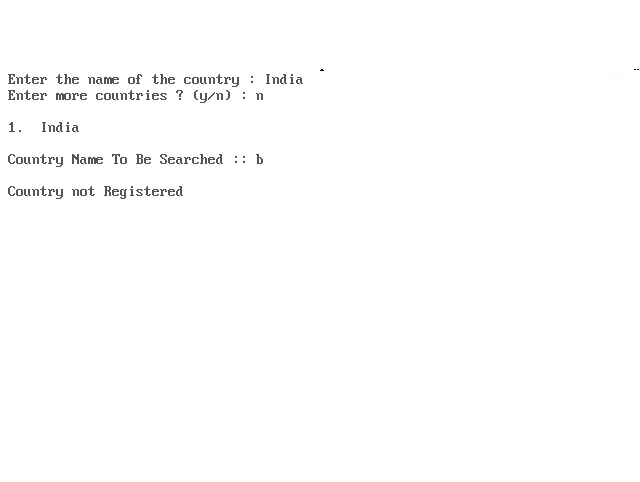 Enter the name of the country : India
Enter more countries ? (y/n) : n
1.  India
Country Name To Be Searched :: b
Country not Registered